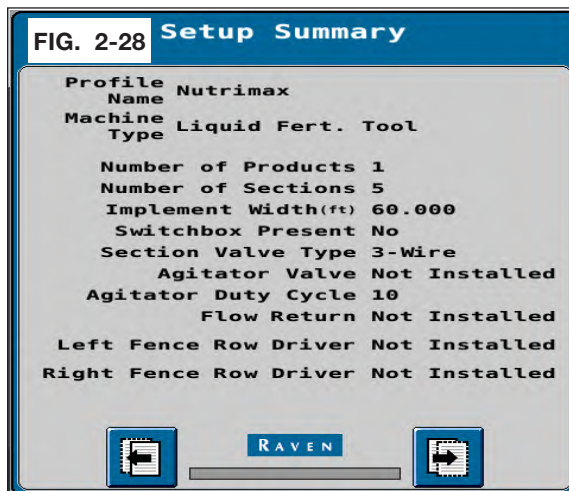 FIG. 2-28
Setup Summary
Profile Name Nutrimax
Machine Type Liquid Fert. Tool
Number of Products 1
Number of Sections 5
Implement Width(ft) 60.000
Switchbox Present No
Section Valve Type 3-Wire
Agitator Valve Not Installed
Agitator Duty Cycle 10
Flow Return Not Installed
Left Fence Row Driver Not Installed
Right Fence Row Driver Not Installed
RAVEN